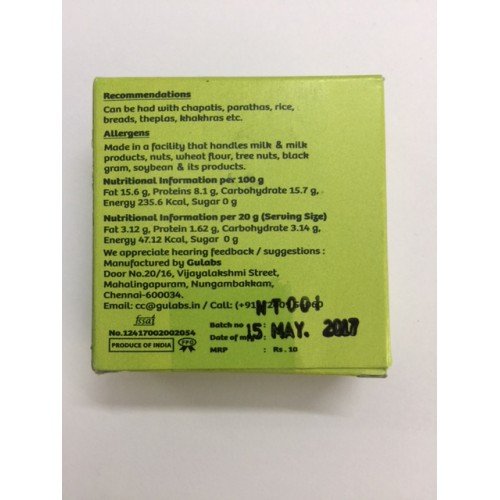 Recommendations
Can be had with chapatis, parathas, rice,
breads, theplas, khakhras etc.
Allergens
Made in a facility that handles milk & milk
products, nuts, wheat flour, tree nuts, black
gram, soybean & its products.
Nutritional Information per 100 g
Fat 15.6 g, Proteins 8.1 g, Carbohydrate 15.7 g,
Energy 235.6 Kcal, Sugar 0 g
Nutritional Information per 20 g (Serving Size)
Fat 3.12 g, Protein 1.62 g, Carbohydrate 3.14 g,
Energy 47.12 Kcal, Sugar 0 g
We appreciate hearing feedback / suggestions :
Manufactured by Gulabs
Door No.20/16, Vijayalakshmi Street,
Mahalingapuram, Nungambakkam,
Chennai-600034.
Email: cc@gulabs.in / Call: (+91
NT001
fssai
No.12417002002054
Batch no :
Date of mfg : 15 MAY. 2017
PRODUCE OF INDIA
FPO
MRP : Rs. 10